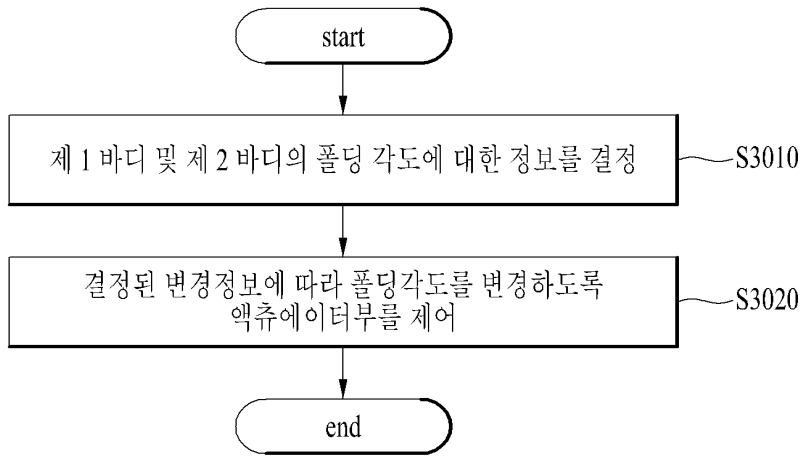 start
제 1 바디 및 제 2 바디의 폴딩 각도에 대한 정보를 결정
S3010
결정된 변경정보에 따라 폴딩각도를 변경하도록
액츄에이터부를 제어
S3020
end